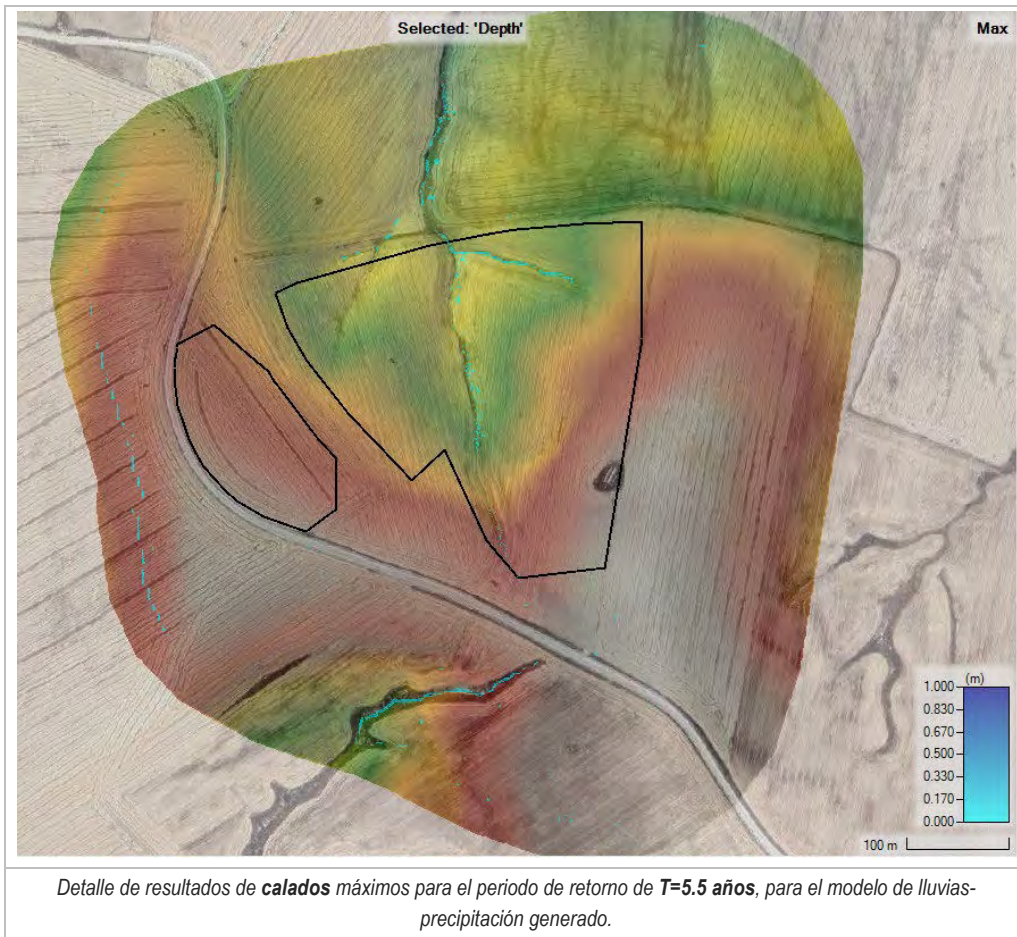 Selected: 'Depth'
Max
(m)
1.000
0.830
0.670
0.500
0.330
0.170
0.000
100 m
Detalle de resultados de calados máximos para el periodo de retorno de T=5.5 años, para el modelo de lluvias-
precipitación generado.